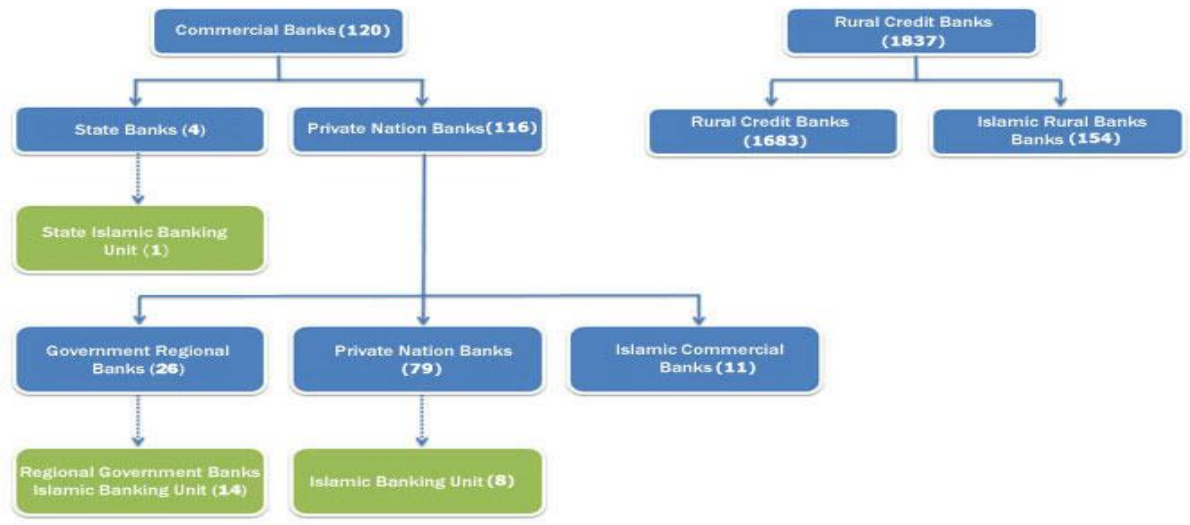 Commercial Banks (120)
Rural Credit Banks
(1837)
State Banks (4)
Private Nation Banks(116)
Rural Credit Banks
(1683)
Islamic Rural Banks
Banks (154)
State Islamic Banking
Unit (1)
Government Regional
Banks (26)
Private Nation Banks
(79)
Islamic Commercial
Banks (11)
Regional Government Banks
Islamic Banking Unit (14)
Islamic Banking Unit (8)